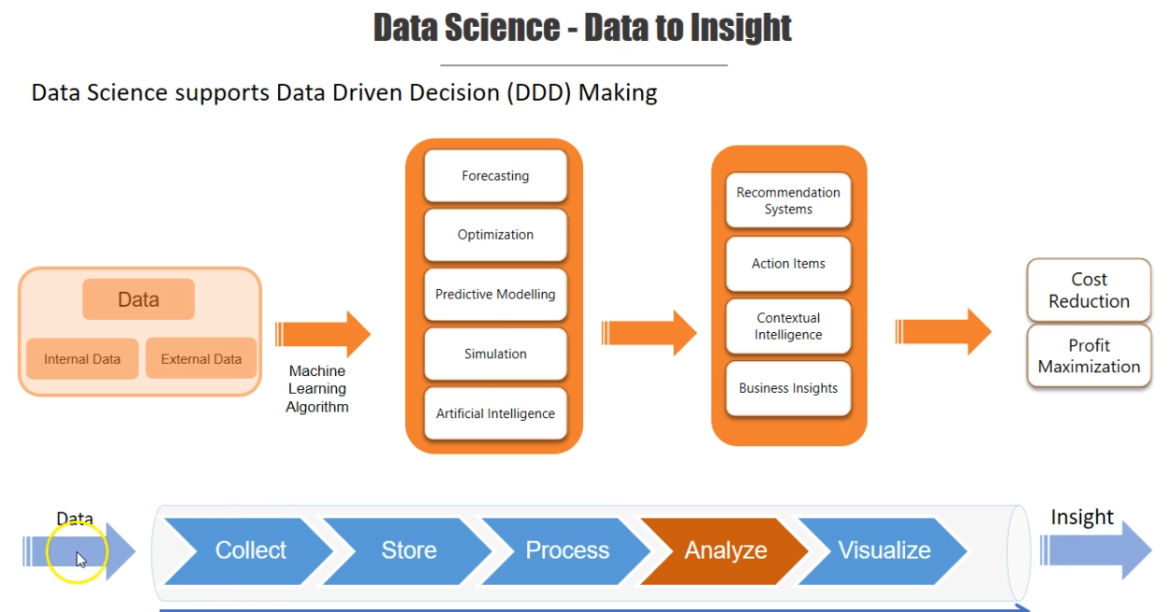 Data Science - Data to Insight
Data Science supports Data Driven Decision (DDD) Making
Data
Internal Data
External Data
Machine
Learning
Algorithm
Forecasting
Optimization
Predictive Modelling
Simulation
Artificial Intelligence
Recommendation
Systems
Action Items
Contextual
Intelligence
Business Insights
Cost
Reduction
Profit
Maximization
Data
Collect
Store
Process
Analyze
Visualize
Insight